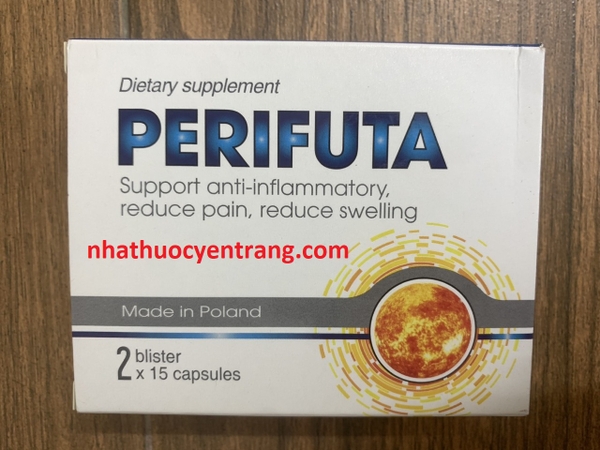 Dietary supplement
PERIFUTA
Support anti-inflammatory,
reduce pain, reduce swelling
nhathuocyentrang.com
Made in Poland
2 blister
x 15 capsules